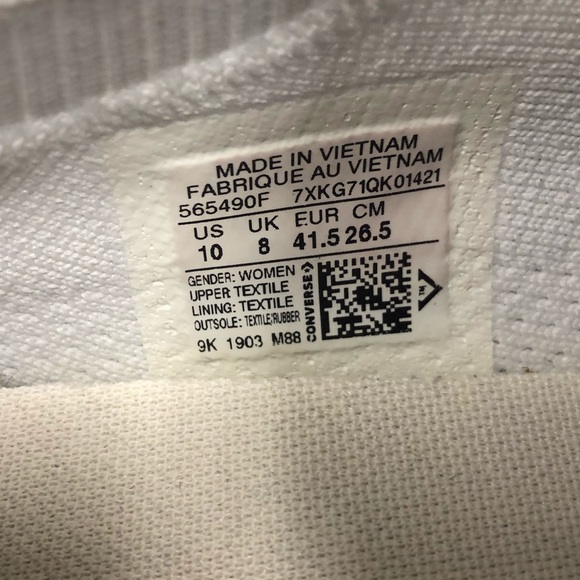 MADE IN VIETNAM
FABRIQUE AU VIETNAM
565490F 7XKG71QK01421
US UK EUR CM
10 8 41.5 26.5
GENDER: WOMEN
UPPER TEXTILE
LINING: TEXTILE
OUTSOLE: TEXTILE/RUBBER
9K 1903 M88
CONVERSE
TM